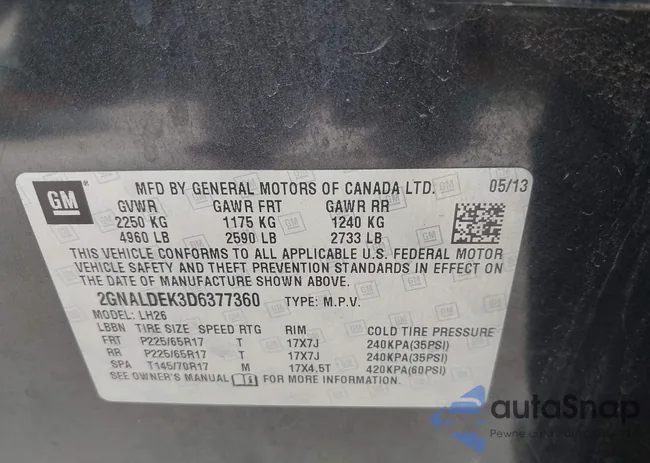 GM ®
MFD BY GENERAL MOTORS OF CANADA LTD. 05/13
GVWR GAWR FRT GAWR RR
2250 KG 1175 KG 1240 KG
4960 LB 2590 LB 2733 LB
THIS VEHICLE CONFORMS TO ALL APPLICABLE U.S. FEDERAL MOTOR
VEHICLE SAFETY AND THEFT PREVENTION STANDARDS IN EFFECT ON
THE DATE OF MANUFACTURE SHOWN ABOVE.
2GNALDEK3D6377360 TYPE: M.P.V.
MODEL: LH26
LBBN TIRE SIZE SPEED RTG RIM COLD TIRE PRESSURE
FRT P225/65R17 T 17X7J 240KPA(35PSI)
RR P225/65R17 T 17X7J 240KPA(35PSI)
SPA T145/70R17 M 17X4.5T 420KPA(60PSI)
SEE OWNER'S MANUAL FOR MORE INFORMATION.
autoSnap
Pewne auto